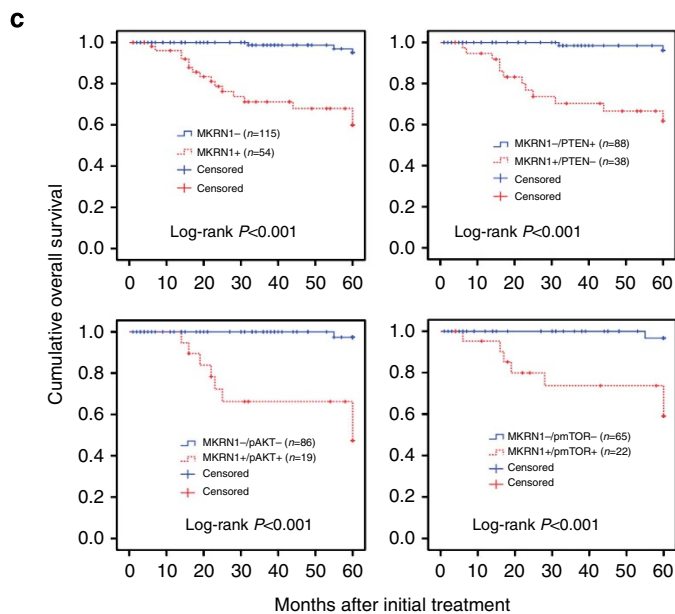 c
Cumulative overall survival
1.0
0.8
0.6
0.4
0.2
0.0
MKRN1– (n=115)
MKRN1+ (n=54)
Censored
Censored
Log-rank P<0.001
0 10 20 30 40 50 60
1.0
0.8
0.6
0.4
0.2
0.0
MKRN1–/PTEN+ (n=88)
MKRN1+/PTEN– (n=38)
Censored
Censored
Log-rank P<0.001
0 10 20 30 40 50 60
1.0
0.8
0.6
0.4
0.2
0.0
MKRN1–/pAKT– (n=86)
MKRN1+/pAKT+ (n=19)
Censored
Censored
Log-rank P<0.001
0 10 20 30 40 50 60
1.0
0.8
0.6
0.4
0.2
0.0
MKRN1–/pmTOR– (n=65)
MKRN1+/pmTOR+ (n=22)
Censored
Censored
Log-rank P<0.001
0 10 20 30 40 50 60
Months after initial treatment